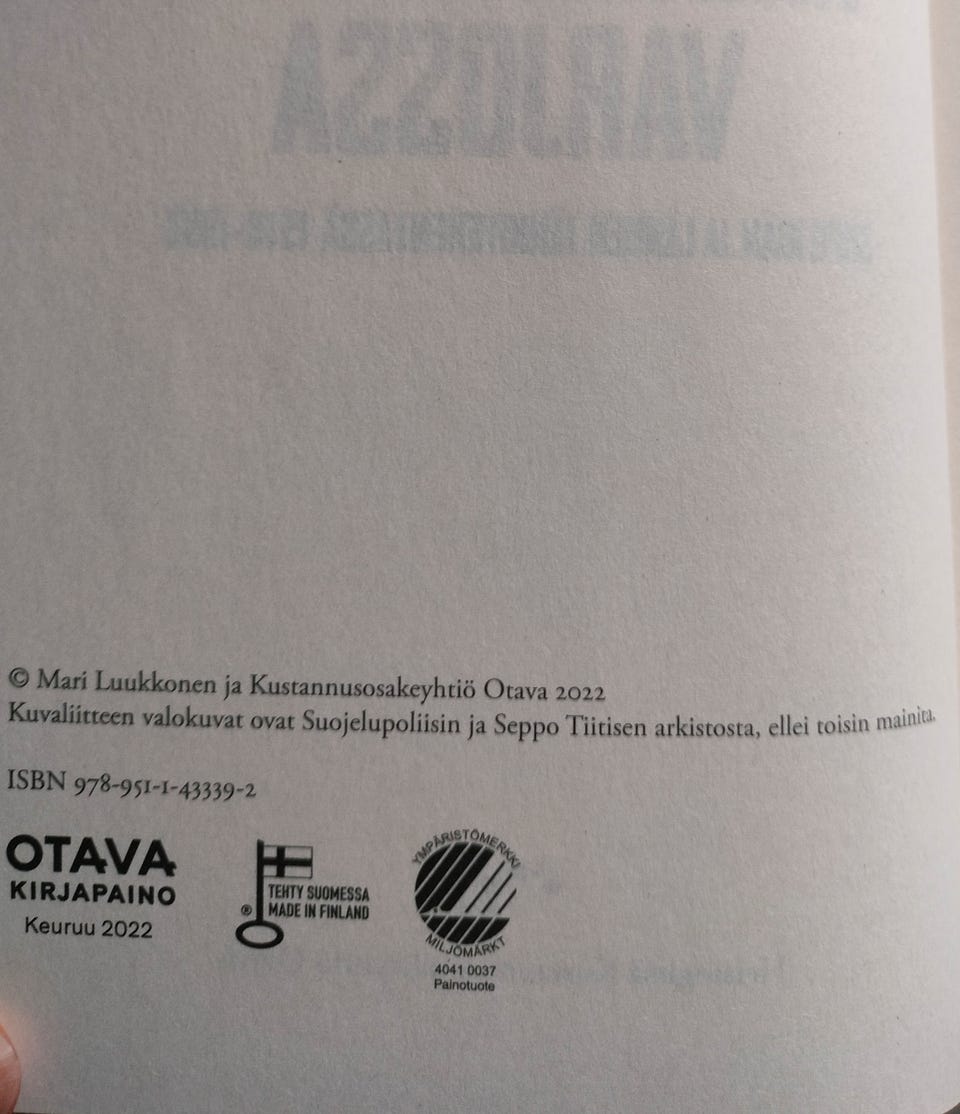 VARJOSSA
© Mari Luukkonen ja Kustannusosakeyhtiö Otava 2022
Kuvaliitteen valokuvat ovat Suojelupoliisin ja Seppo Tiitisen arkistosta, ellei toisin mainita.
ISBN 978-951-1-43339-2
OTAVA
KIRJAPAINO
Keuruu 2022
® TEHTY SUOMESSA
MADE IN FINLAND
YMPÄRISTÖMERKKI
MILJÖMÄRKT
4041 0037
Painotuote